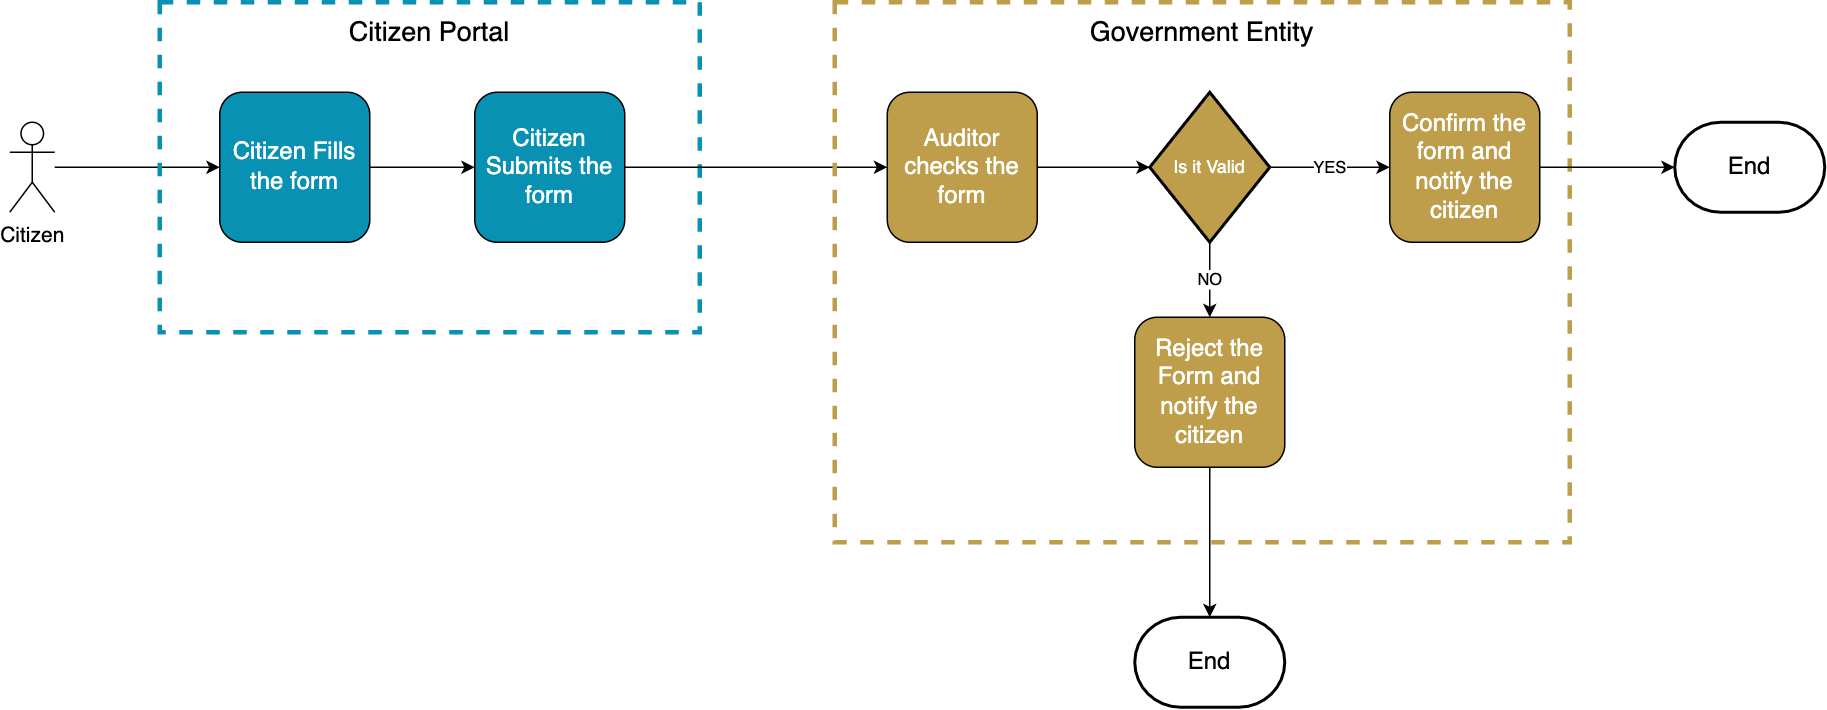 Citizen Portal
Government Entity
Citizen
Citizen Fills
the form
Citizen
Submits the
form
Auditor
checks the
form
Is it Valid
YES
Confirm the
form and
notify the
citizen
End
NO
Reject the
Form and
notify the
citizen
End